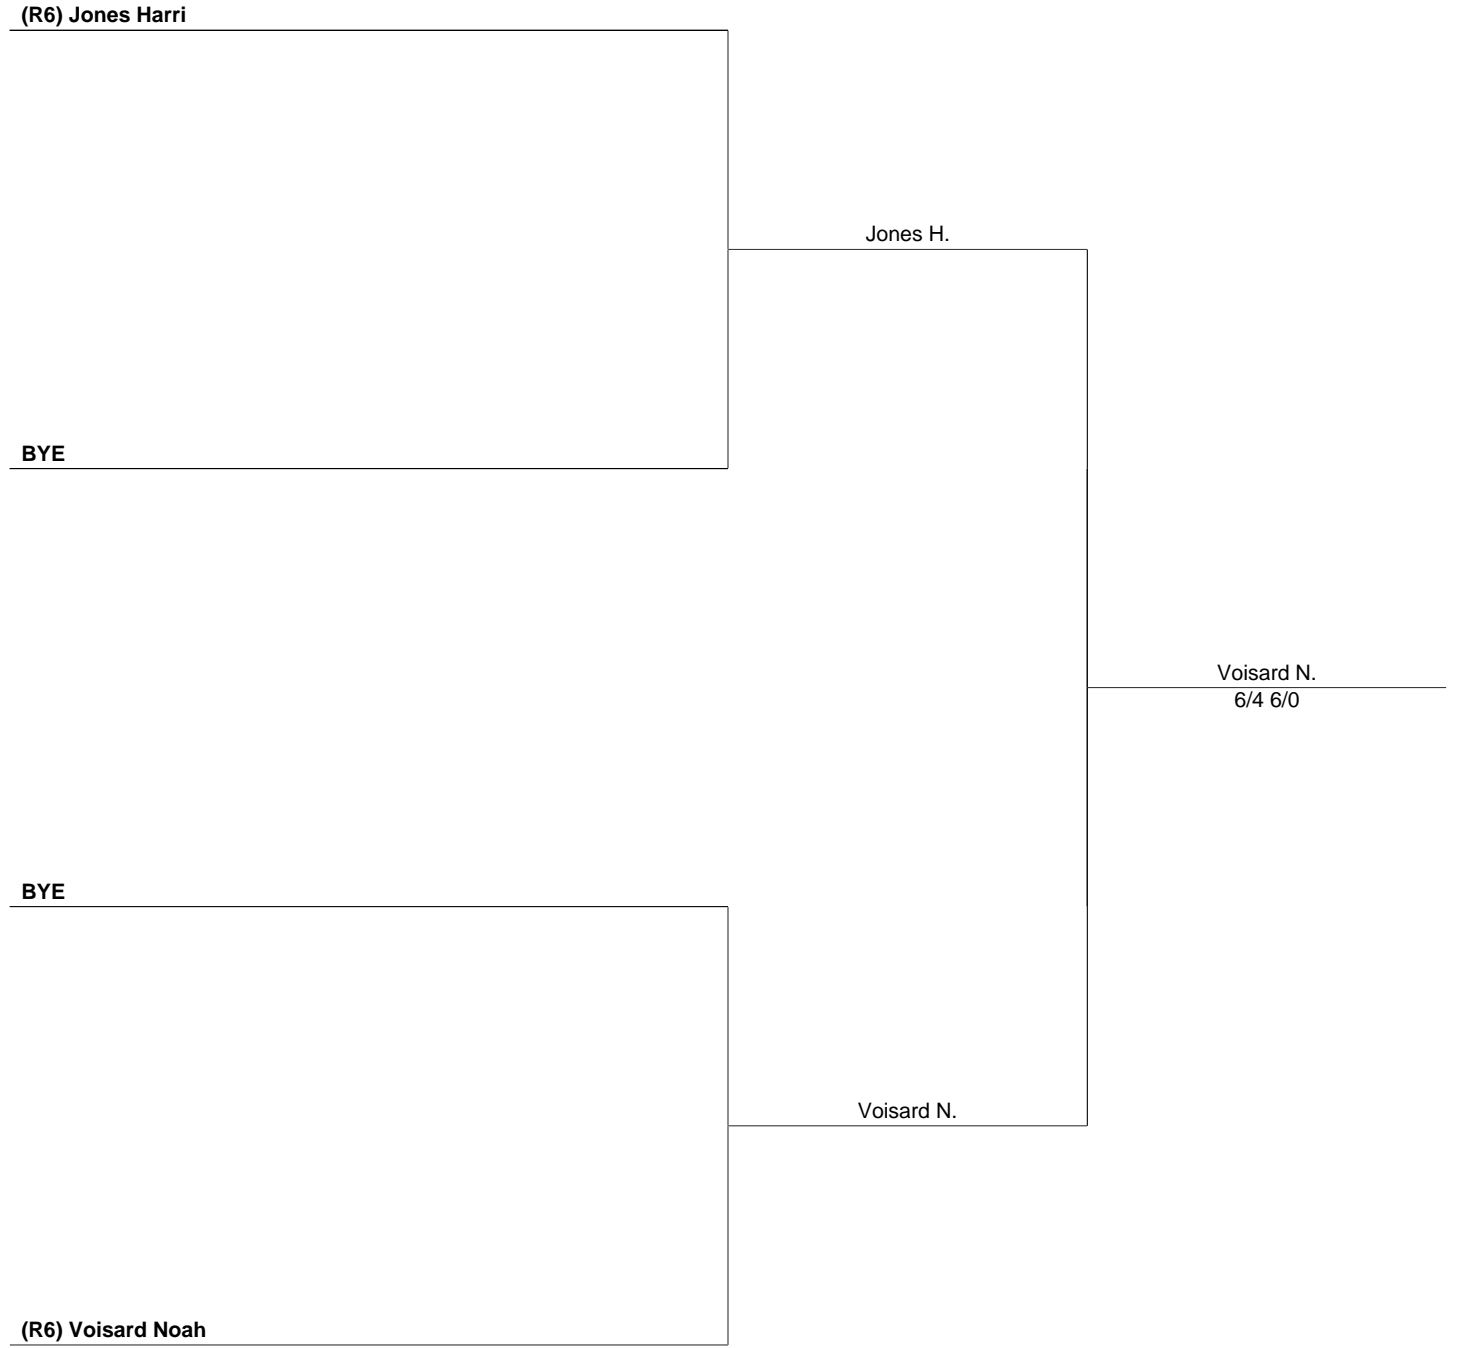 (R6) Jones Harri
Jones H.
BYE
Voisard N.
6/4 6/0
BYE
Voisard N.
(R6) Voisard Noah